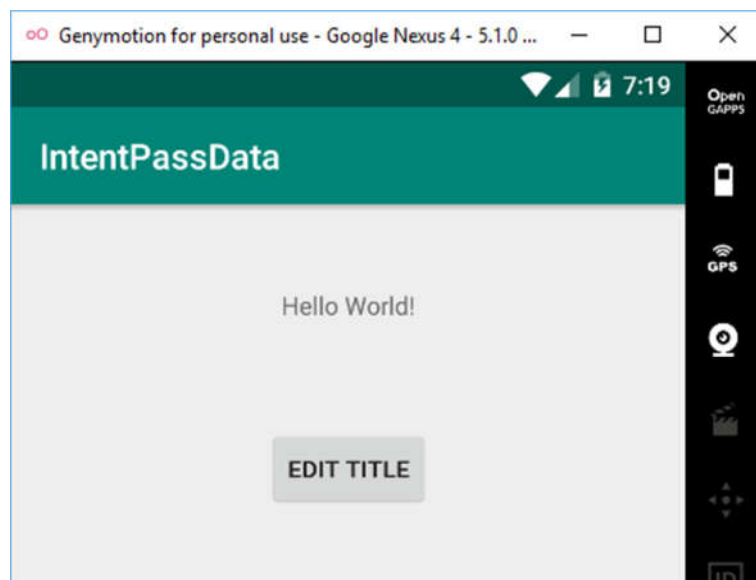 Genymotion for personal use - Google Nexus 4 - 5.1.0 ...
7:19
Open
GAPPS
IntentPassData
GPS
Hello World!
EDIT TITLE
ID